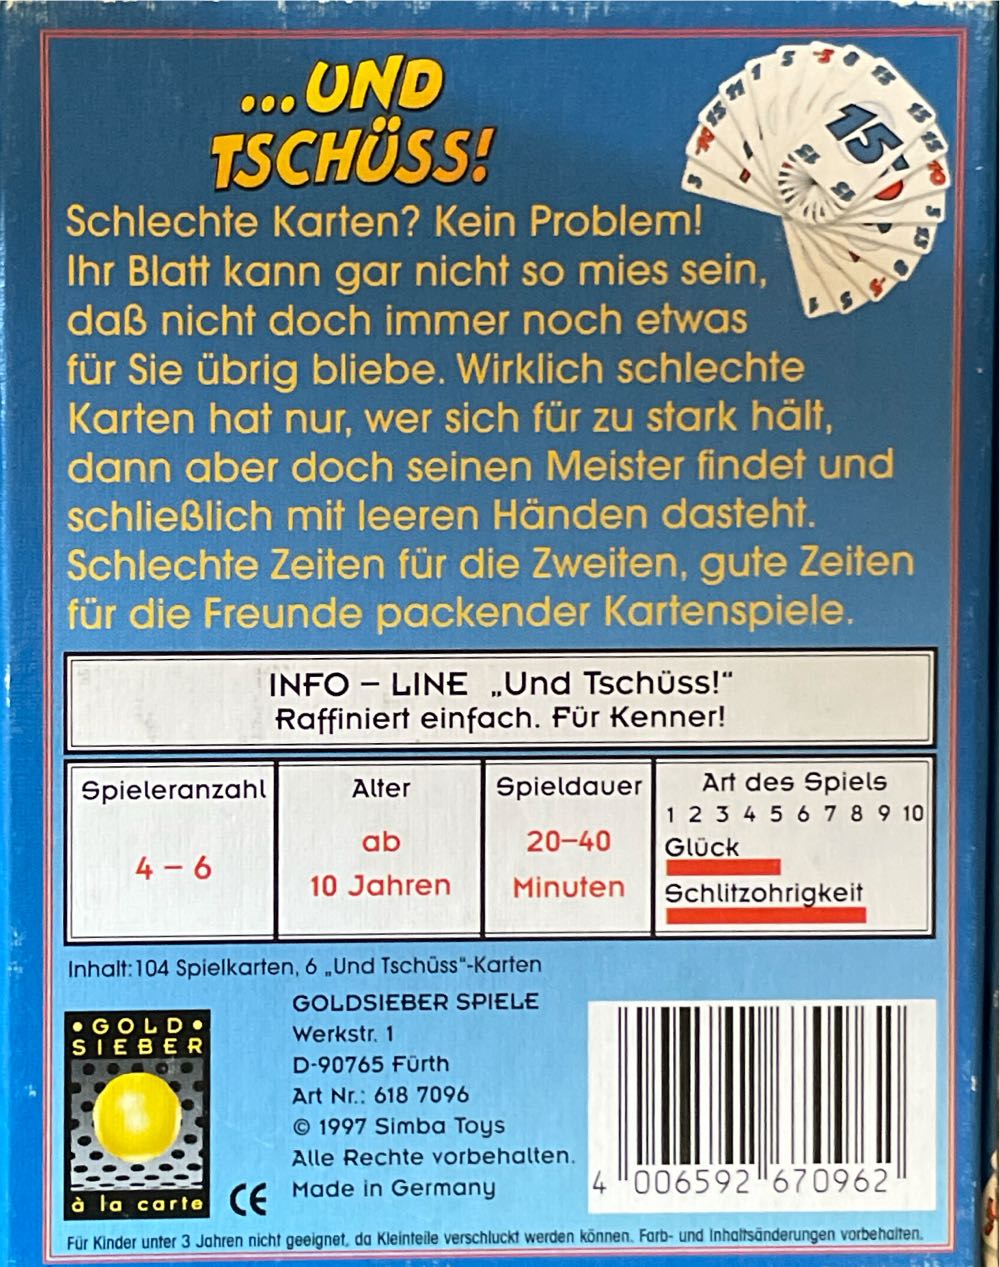 ...UND
TSCHÜSS!
Schlechte Karten? Kein Problem!
Ihr Blatt kann gar nicht so mies sein,
daß nicht doch immer noch etwas
für Sie übrig bliebe. Wirklich schlechte
Karten hat nur, wer sich für zu stark hält,
dann aber doch seinen Meister findet und
schließlich mit leeren Händen dasteht.
Schlechte Zeiten für die Zweiten, gute Zeiten
für die Freunde packender Kartenspiele.
INFO – LINE „Und Tschüss!“
Raffiniert einfach. Für Kenner!
Spieleranzahl
4 – 6
Alter
ab
10 Jahren
Spieldauer
20–40
Minuten
Art des Spiels
1 2 3 4 5 6 7 8 9 10
Glück
Schlitzohrigkeit
Inhalt: 104 Spielkarten, 6 „Und Tschüss“-Karten
• GOLD •
SIEBER
à la carte
CE
GOLDSIEBER SPIELE
Werkstr. 1
D-90765 Fürth
Art Nr.: 618 7096
© 1997 Simba Toys
Alle Rechte vorbehalten.
Made in Germany
4 006592 670962
Für Kinder unter 3 Jahren nicht geeignet, da Kleinteile verschluckt werden können. Farb- und Inhaltsänderungen vorbehalten.
15